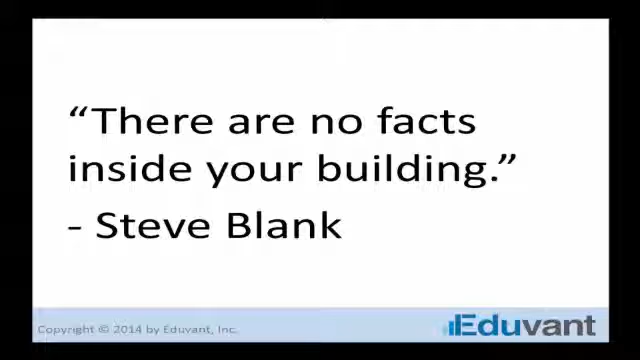 “There are no facts
inside your building.”
- Steve Blank
Copyright © 2014 by Eduvant, Inc.
Eduvant